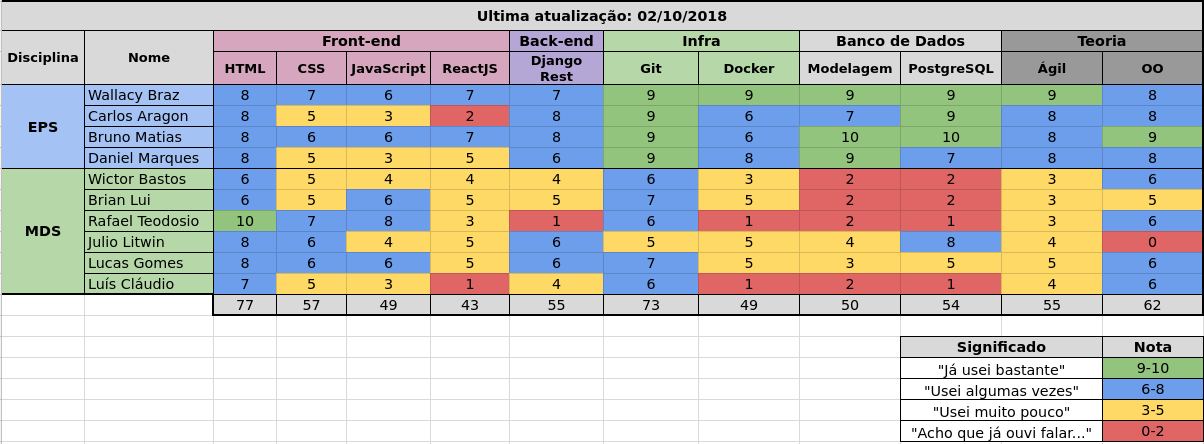 Ultima atualização: 02/10/2018
Disciplina Nome Front-end Back-end Infra Banco de Dados Teoria
HTML CSS JavaScript ReactJS Django Rest Git Docker Modelagem PostgreSQL Ágil OO
EPS
Wallacy Braz 8 7 6 7 7 9 9 9 9 9 8
Carlos Aragon 8 5 3 2 8 9 6 7 9 8 8
Bruno Matias 8 6 6 7 8 9 6 10 10 8 9
Daniel Marques 8 5 3 5 6 9 8 9 7 8 8
MDS
Wictor Bastos 6 5 4 4 4 6 3 2 2 3 6
Brian Lui 6 5 6 5 5 7 5 2 2 3 5
Rafael Teodosio 10 7 8 3 1 6 1 2 1 3 6
Julio Litwin 8 6 4 5 6 5 5 4 8 4 0
Lucas Gomes 8 6 6 5 6 7 5 3 5 5 6
Luís Cláudio 7 5 3 1 4 6 1 2 1 4 6
77 57 49 43 55 73 49 50 54 55 62
Significado Nota
"Já usei bastante" 9-10
"Usei algumas vezes" 6-8
"Usei muito pouco" 3-5
"Acho que já ouvi falar..." 0-2